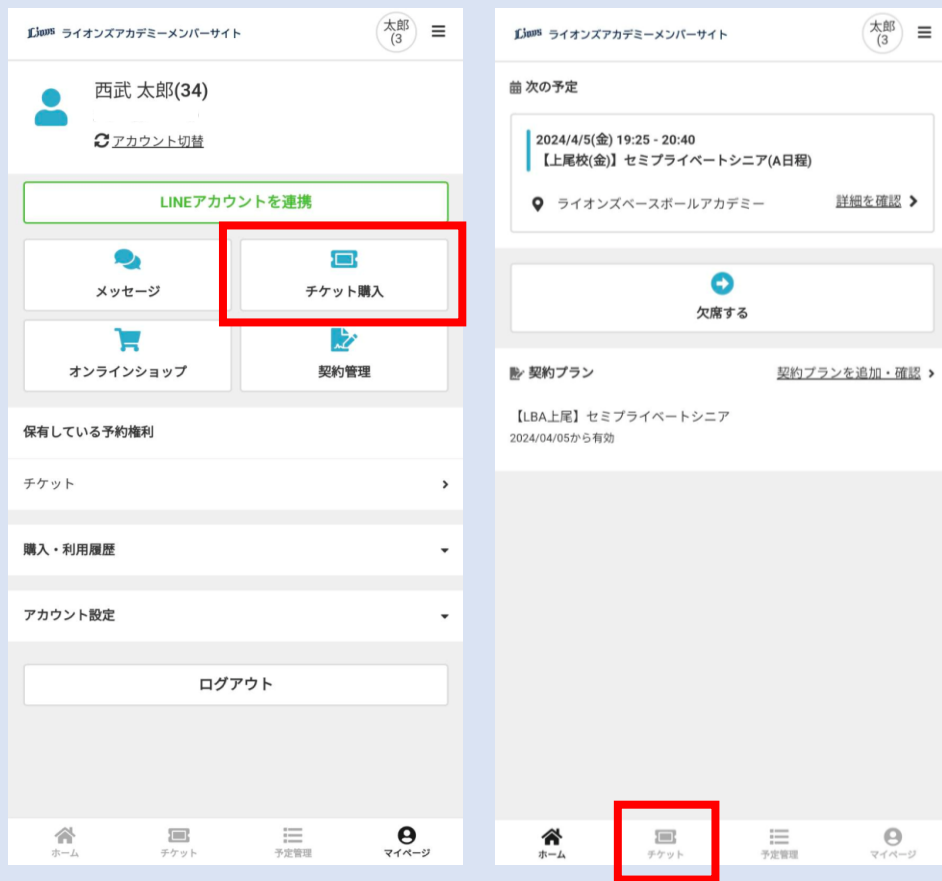 Lions ライオンズアカデミーメンバーサイト
太郎
(3
西武 太郎(34)
アカウント切替
LINEアカウントを連携
メッセージ
チケット購入
オンラインショップ
契約管理
保有している予約権利
チケット
購入・利用履歴
アカウント設定
ログアウト
ホーム
チケット
予定管理
マイページ
Lions ライオンズアカデミーメンバーサイト
太郎
(3
次の予定
2024/4/5(金) 19:25 - 20:40
【上尾校(金)】セミプライベートシニア(A日程)
ライオンズベースボールアカデミー
詳細を確認
欠席する
契約プラン
契約プランを追加・確認
【LBA上尾】セミプライベートシニア
2024/04/05から有効
ホーム
チケット
予定管理
マイページ